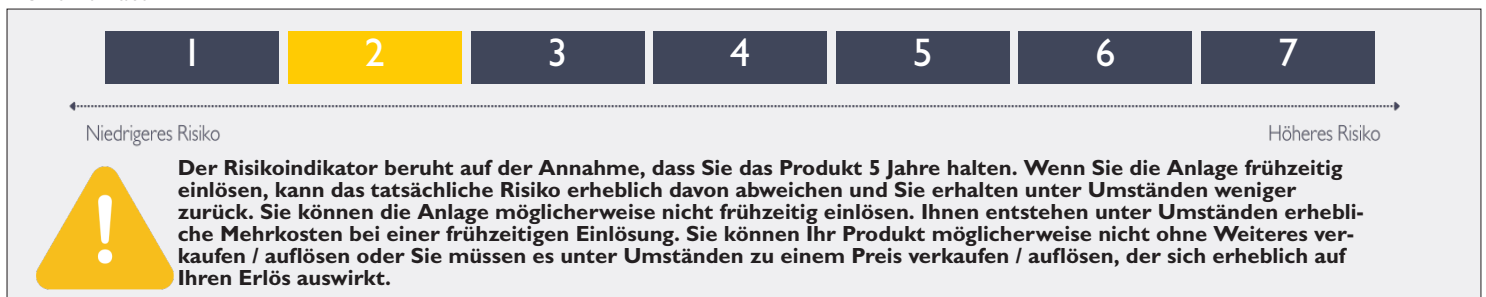 1 2 3 4 5 6 7
Niedrigeres Risiko Höheres Risiko
!
Der Risikoindikator beruht auf der Annahme, dass Sie das Produkt 5 Jahre halten. Wenn Sie die Anlage frühzeitig
einlösen, kann das tatsächliche Risiko erheblich davon abweichen und Sie erhalten unter Umständen weniger
zurück. Sie können die Anlage möglicherweise nicht frühzeitig einlösen. Ihnen entstehen unter Umständen erhebli-
che Mehrkosten bei einer frühzeitigen Einlösung. Sie können Ihr Produkt möglicherweise nicht ohne Weiteres ver-
kaufen / auflösen oder Sie müssen es unter Umständen zu einem Preis verkaufen / auflösen, der sich erheblich auf
Ihren Erlös auswirkt.